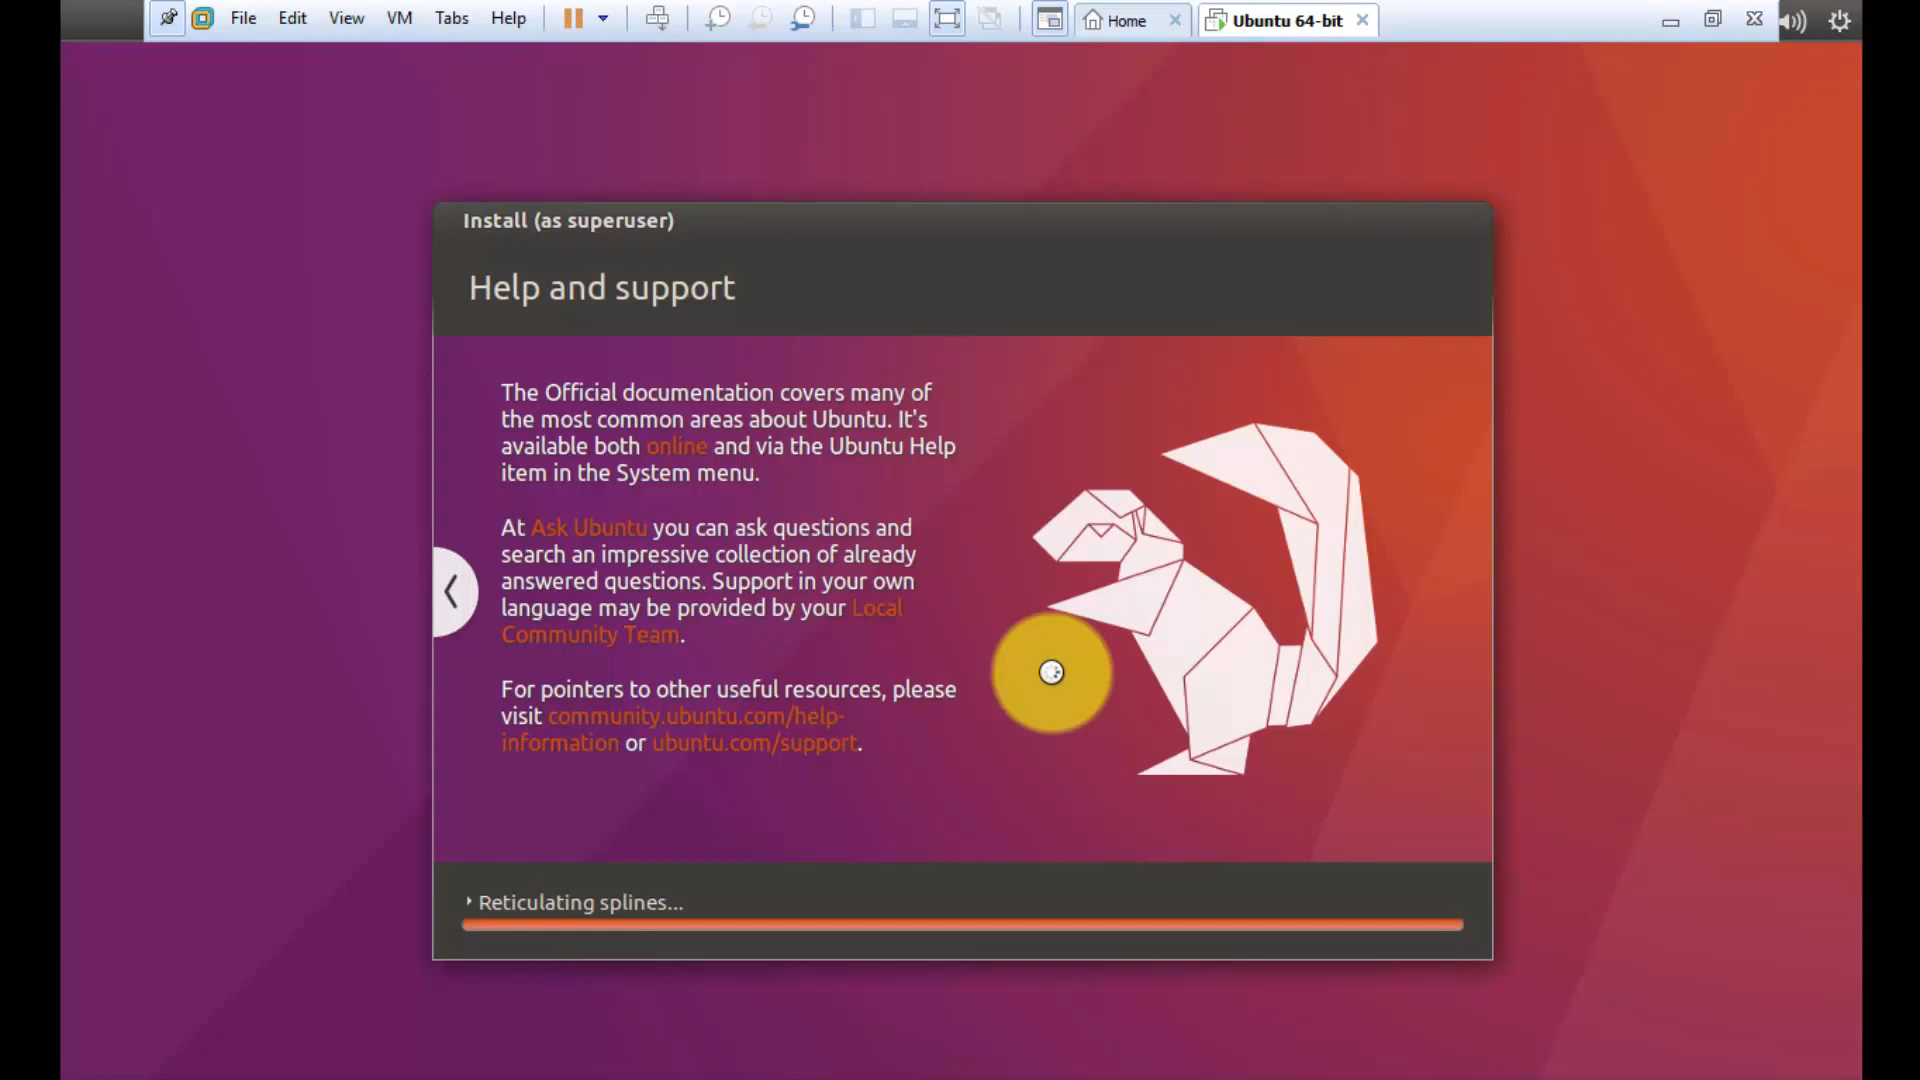 File Edit View VM Tabs Help Home Ubuntu 64-bit
Install (as superuser)
Help and support
The Official documentation covers many of
the most common areas about Ubuntu. It's
available both online and via the Ubuntu Help
item in the System menu.
At Ask Ubuntu you can ask questions and
search an impressive collection of already
answered questions. Support in your own
language may be provided by your Local
Community Team.
For pointers to other useful resources, please
visit community.ubuntu.com/help-
information or ubuntu.com/support.
Reticulating splines...